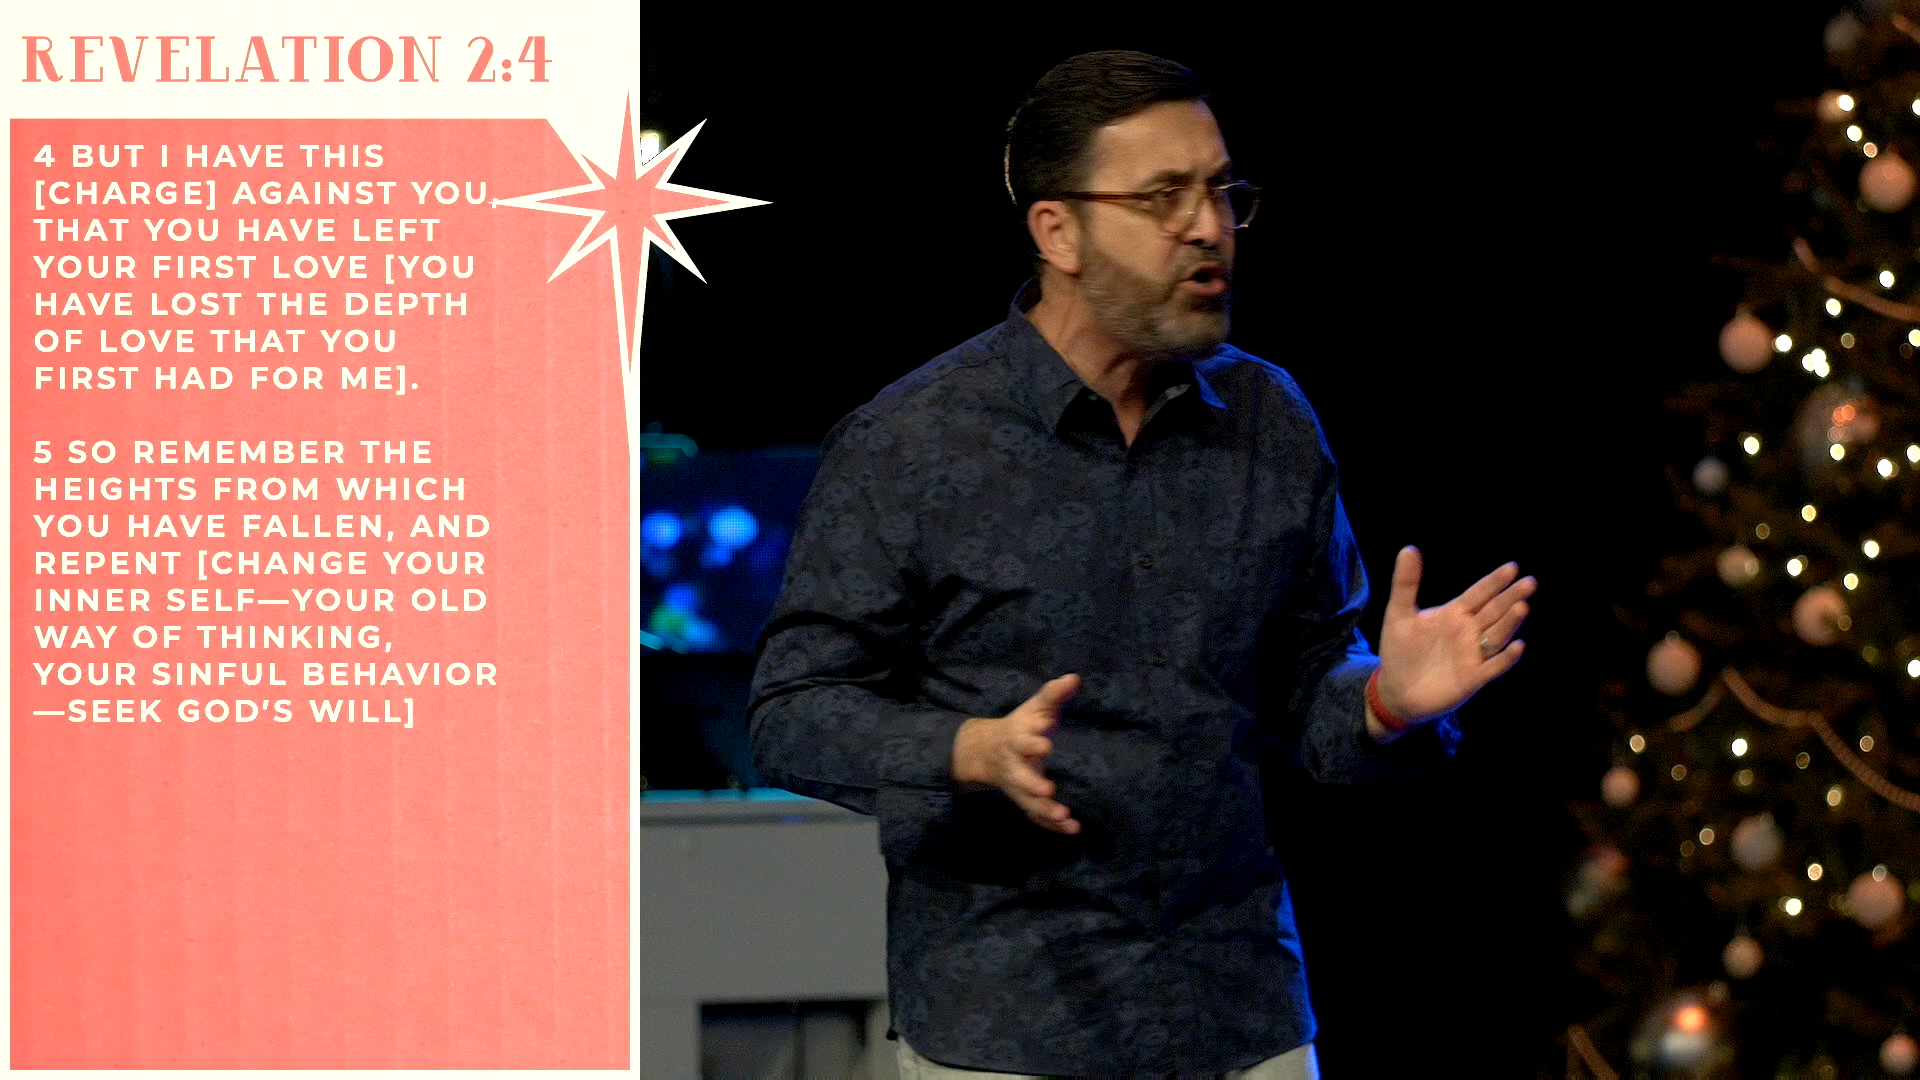 REVELATION 2:4
4 BUT I HAVE THIS
[CHARGE] AGAINST YOU,
THAT YOU HAVE LEFT
YOUR FIRST LOVE [YOU
HAVE LOST THE DEPTH
OF LOVE THAT YOU
FIRST HAD FOR ME].
5 SO REMEMBER THE
HEIGHTS FROM WHICH
YOU HAVE FALLEN, AND
REPENT [CHANGE YOUR
INNER SELF—YOUR OLD
WAY OF THINKING,
YOUR SINFUL BEHAVIOR
—SEEK GOD'S WILL]